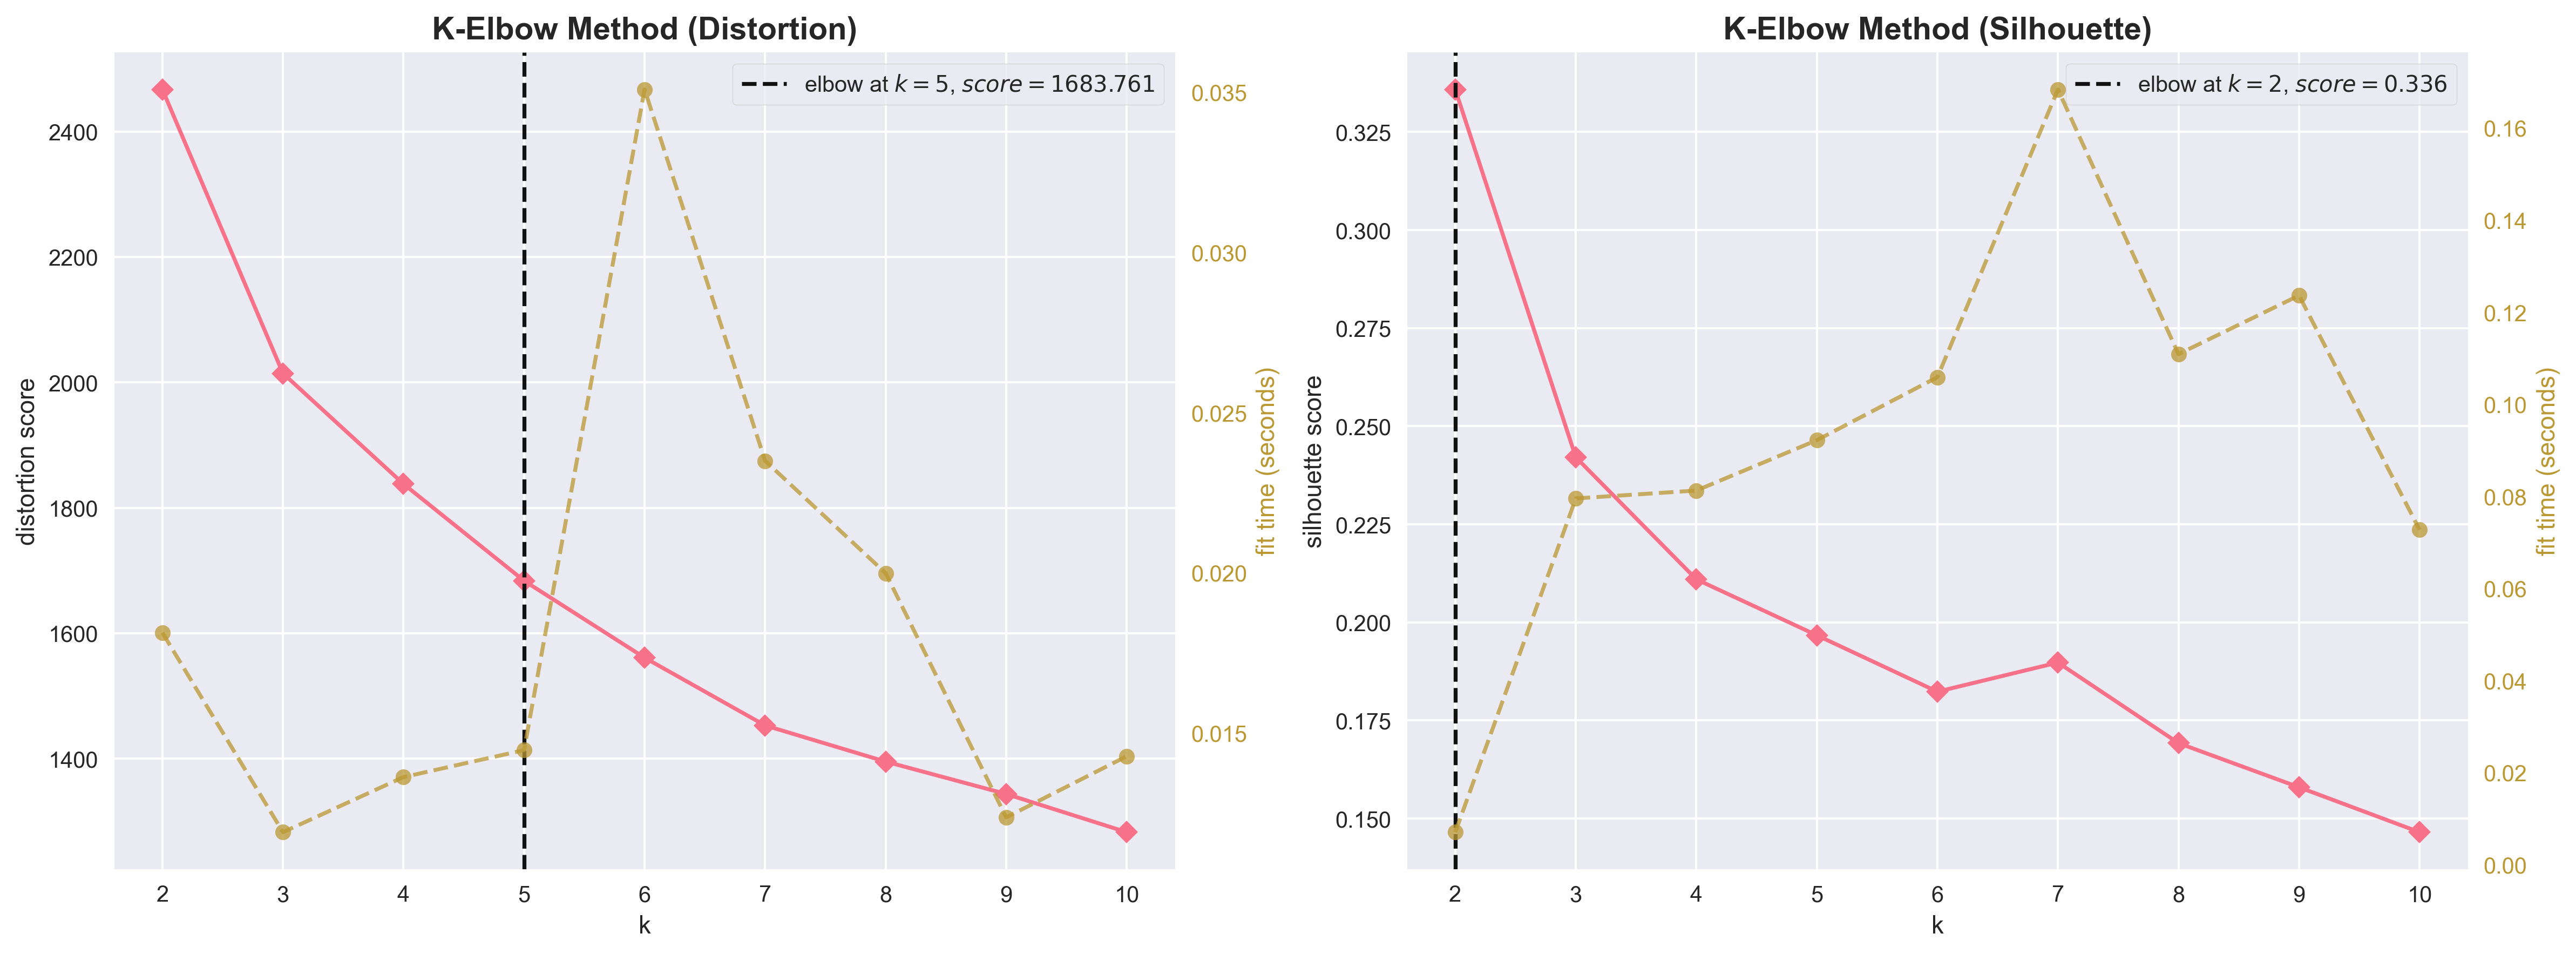 K-Elbow Method (Distortion)
elbow at k = 5, score = 1683.761
distortion score
2400
2200
2000
1800
1600
1400
0.035
0.030
0.025
0.020
0.015
fit time (seconds)
2 3 4 5 6 7 8 9 10
k
K-Elbow Method (Silhouette)
elbow at k = 2, score = 0.336
silhouette score
0.325
0.300
0.275
0.250
0.225
0.200
0.175
0.150
0.16
0.14
0.12
0.10
0.08
0.06
0.04
0.02
0.00
fit time (seconds)
2 3 4 5 6 7 8 9 10
k